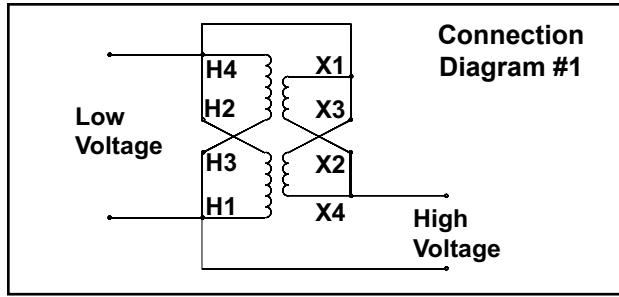 Connection
Diagram #1
H4
X1
H2
X3
Low
Voltage
H3
X2
H1
X4
High
Voltage